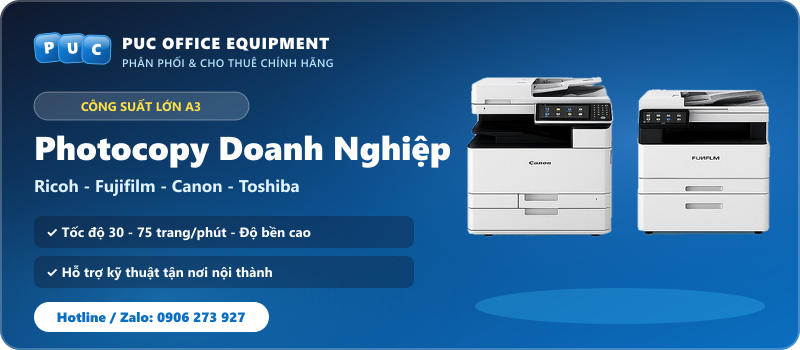 PUC
PUC OFFICE EQUIPMENT
PHÂN PHỐI & CHO THUÊ CHÍNH HÃNG
CÔNG SUẤT LỚN A3
Photocopy Doanh Nghiệp
Ricoh - Fujifilm - Canon - Toshiba
✓ Tốc độ 30 - 75 trang/phút - Độ bền cao
✓ Hỗ trợ kỹ thuật tận nơi nội thành
Hotline / Zalo: 0906 273 927
Canon
FUJIFILM